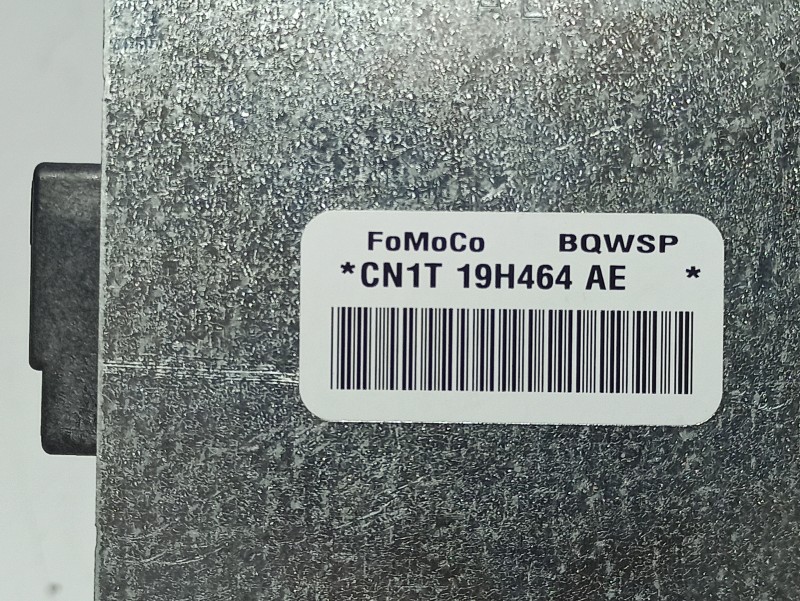 FoMoCo BQWSP
*CN1T 19H464 AE *